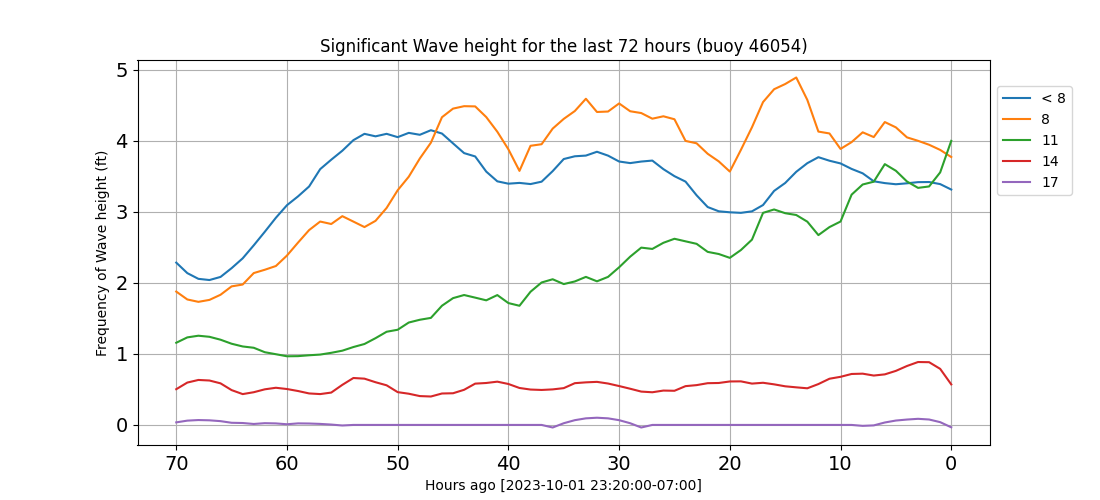 Significant Wave height for the last 72 hours (buoy 46054)
Frequency of Wave height (ft)
5
4
3
2
1
0
70 60 50 40 30 20 10 0
Hours ago [2023-10-01 23:20:00-07:00]
< 8
8
11
14
17